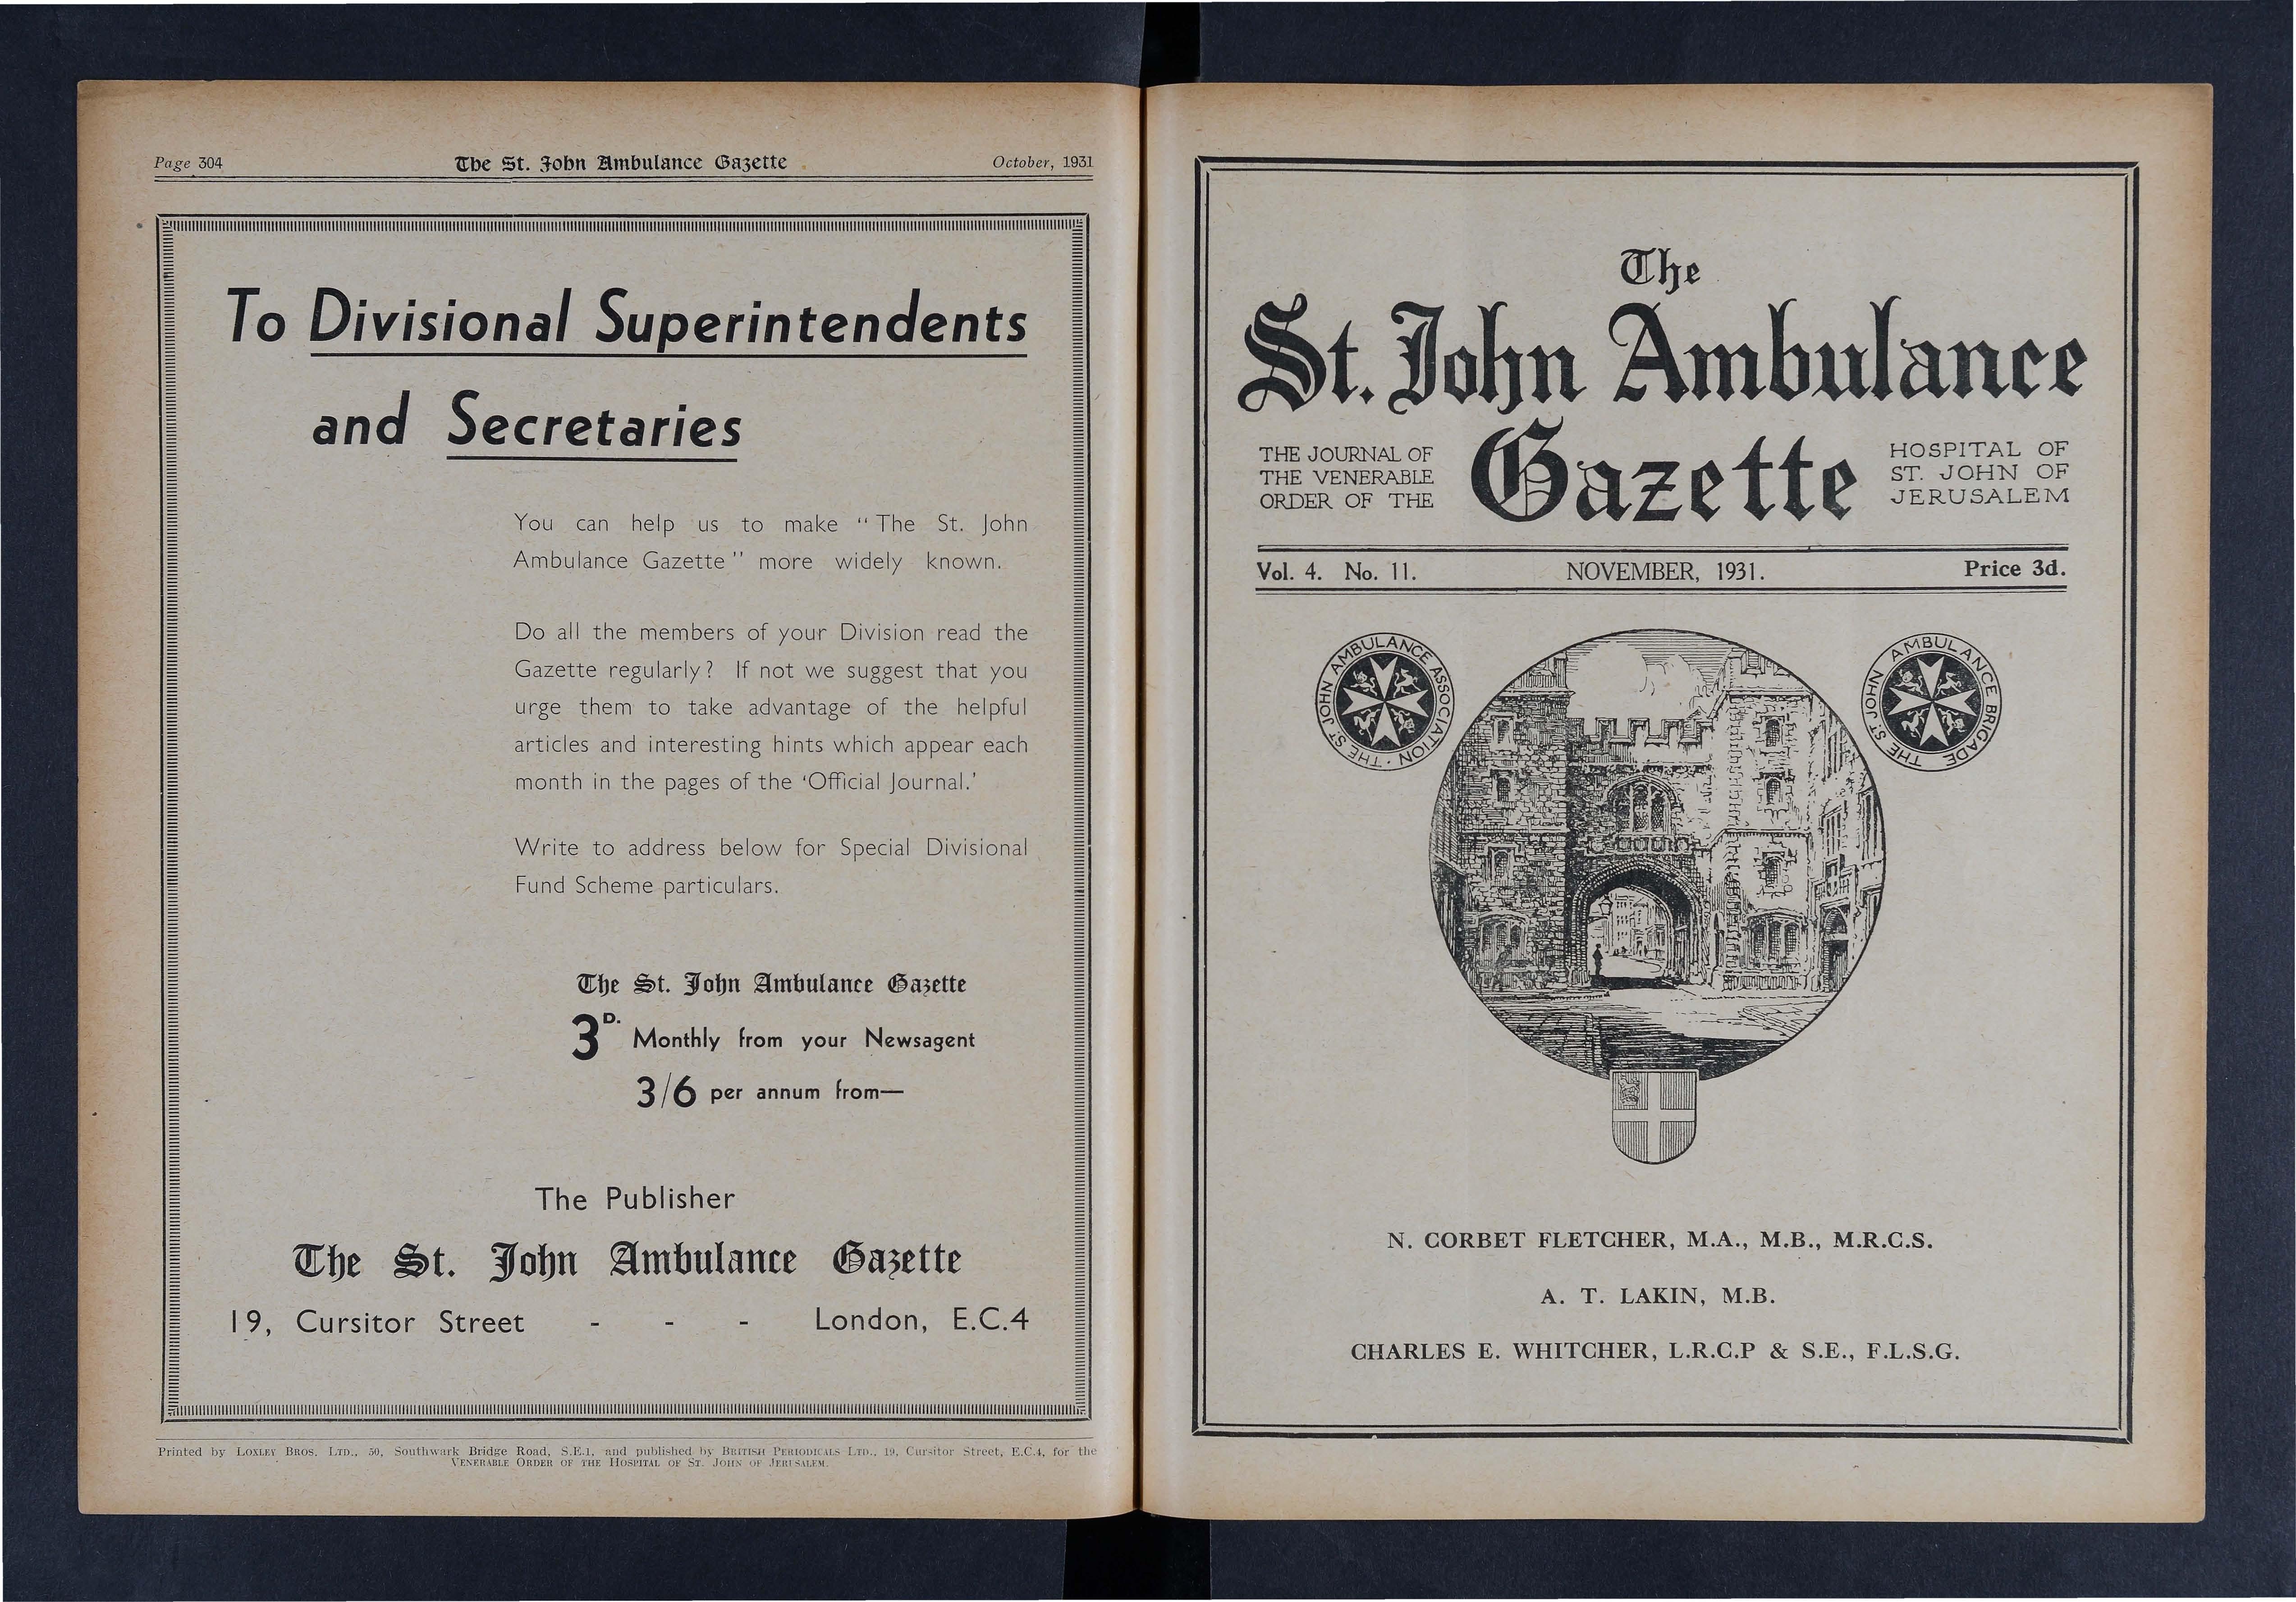 Page 304
The St. John Ambulance Gazette
October, 1931
To Divisional Superintendents
and Secretaries
You can help us to make “The St. John
Ambulance Gazette” more widely known.
Do all the members of your Division read the
Gazette regularly? If not we suggest that you
urge them to take advantage of the helpful
articles and interesting hints which appear each
month in the pages of the ‘Official Journal.’
Write to address below for Special Divisional
Fund Scheme particulars.
The St. John Ambulance Gazette
3D. Monthly from your Newsagent
3/6 per annum from—
The Publisher
The St. John Ambulance Gazette
19, Cursitor Street - - - London, E.C.4
Printed by LOXLEY BROS. LTD., 50, Southwark Bridge Road, S.E.1, and published by BRITISH PERIODICALS LTD., 19, Cursitor Street, E.C.4, for the
VENERABLE ORDER OF THE HOSPITAL OF ST. JOHN OF JERUSALEM.
The
St. John Ambulance
Gazette
THE JOURNAL OF
THE VENERABLE
ORDER OF THE
HOSPITAL OF
ST. JOHN OF
JERUSALEM
Vol. 4. No. 11.
NOVEMBER, 1931.
Price 3d.
THE ST JOHN AMBULANCE ASSOCIATION ·
THE ST JOHN AMBULANCE BRIGADE
N. CORBET FLETCHER, M.A., M.B., M.R.C.S.
A. T. LAKIN, M.B.
CHARLES E. WHITCHER, L.R.C.P & S.E., F.L.S.G.